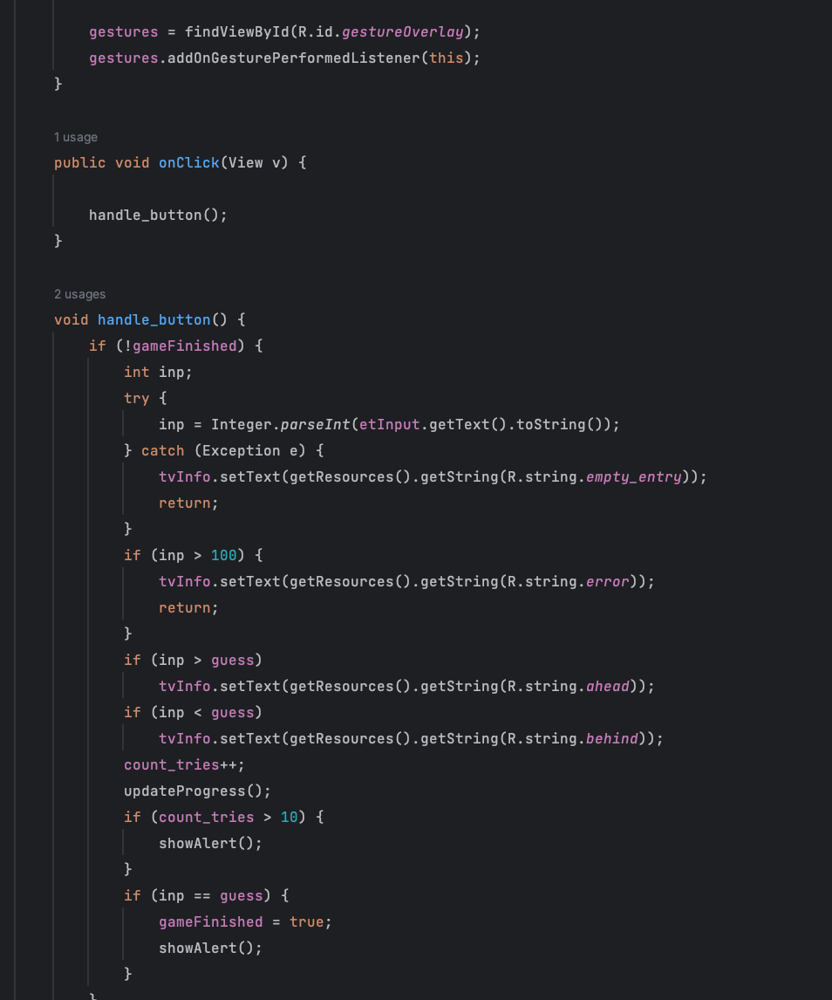 gestures = findViewById(R.id.gestureOverlay);
gestures.addOnGesturePerformedListener(this);
}
1 usage
public void onClick(View v) {
handle_button();
}
2 usages
void handle_button() {
if (!gameFinished) {
int inp;
try {
inp = Integer.parseInt(etInput.getText().toString());
} catch (Exception e) {
tvInfo.setText(getResources().getString(R.string.empty_entry));
return;
}
if (inp > 100) {
tvInfo.setText(getResources().getString(R.string.error));
return;
}
if (inp > guess)
tvInfo.setText(getResources().getString(R.string.ahead));
if (inp < guess)
tvInfo.setText(getResources().getString(R.string.behind));
count_tries++;
updateProgress();
if (count_tries > 10) {
showAlert();
}
if (inp == guess) {
gameFinished = true;
showAlert();
}
}